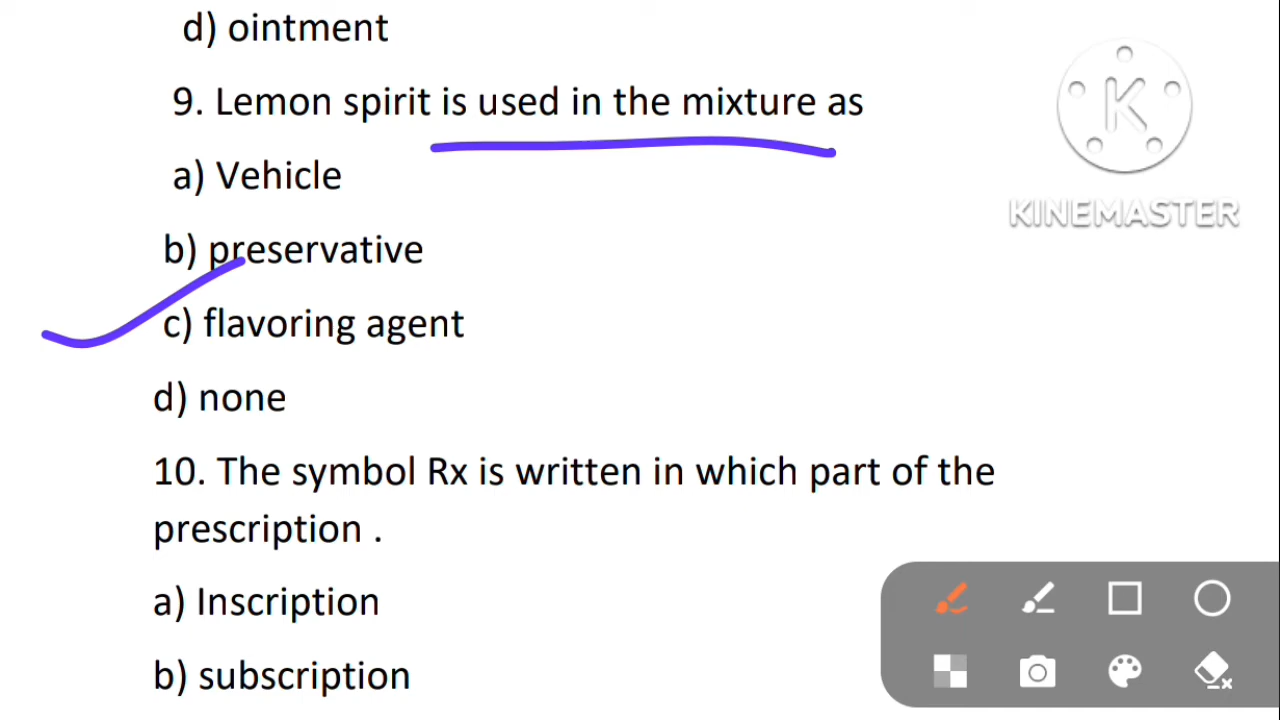 d) ointment
9. Lemon spirit is used in the mixture as
a) Vehicle
b) preservative
c) flavoring agent
d) none
10. The symbol Rx is written in which part of the
prescription .
a) Inscription
b) subscription
K
KINEMASTER